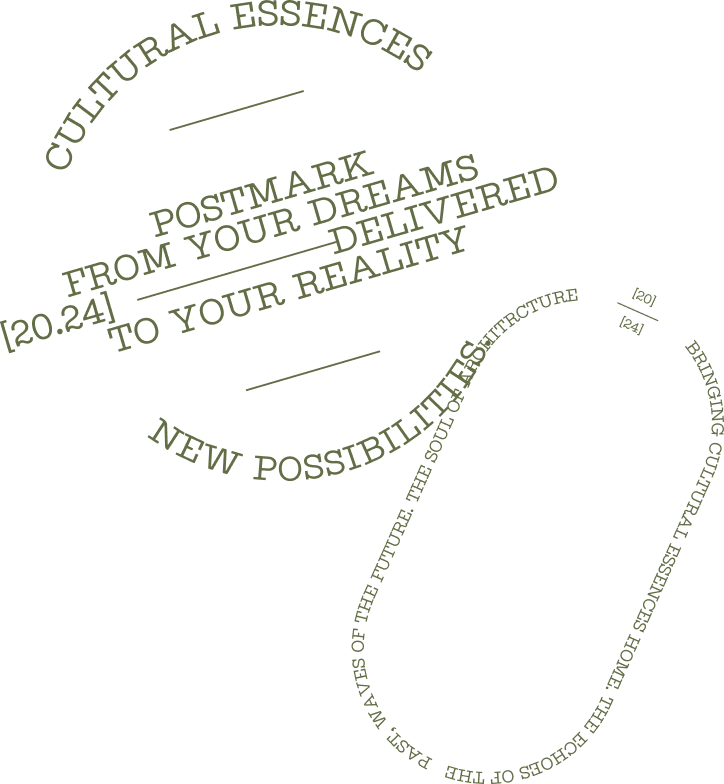 CULTURAL ESSENCES
POSTMARK
FROM YOUR DREAMS
DELIVERED
[20.24]
TO YOUR REALITY
NEW POSSIBILITIES.
[20]
[24]
BRINGING CULTURAL ESSENCES HOME. THE ECHOES OF THE PAST, WAVES OF THE FUTURE. THE SOUL OF ARCHITRCTURE